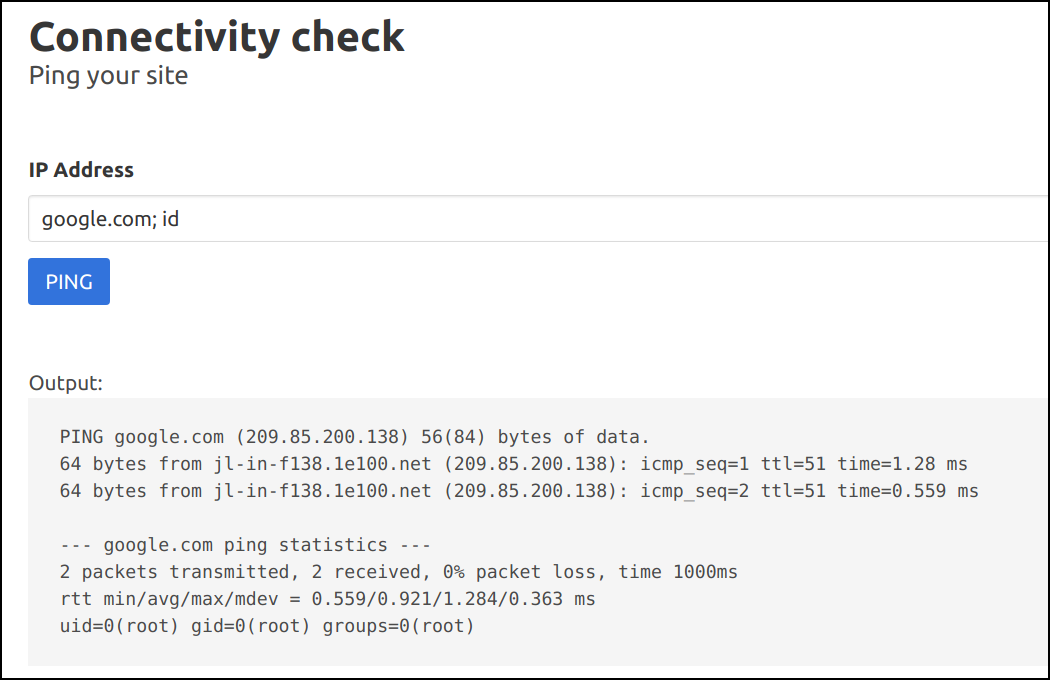 Connectivity check
Ping your site
IP Address
google.com; id
PING
Output:
PING google.com (209.85.200.138) 56(84) bytes of data.
64 bytes from jl-in-f138.1e100.net (209.85.200.138): icmp_seq=1 ttl=51 time=1.28 ms
64 bytes from jl-in-f138.1e100.net (209.85.200.138): icmp_seq=2 ttl=51 time=0.559 ms
--- google.com ping statistics ---
2 packets transmitted, 2 received, 0% packet loss, time 1000ms
rtt min/avg/max/mdev = 0.559/0.921/1.284/0.363 ms
uid=0(root) gid=0(root) groups=0(root)